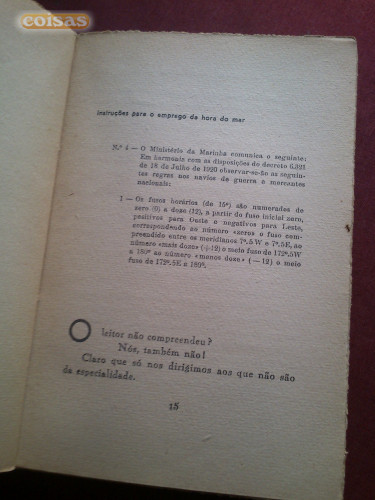 coisas
instruções para o emprego da hora do mar
N.º 4 — O Ministério da Marinha comunica o seguinte:
Em harmonia com as disposições do decreto 6.821
de 18 de Julho de 1920 observar-se-ão as seguin-
tes regras nos navios de guerra e mercantes
nacionais:
1 — Os fusos horários (de 15º) são numerados de
zero (0) a doze (12), a partir do fuso inicial zero,
positivos para Oeste e negativos para Leste,
correspondendo ao número «zero» o fuso com-
preendido entre os meridianos 7º.5 W e 7º.5E, ao
número «mais doze» (+12) o meio fuso de 172º.5W
a 180º ao número «menos doze» (—12) o meio
fuso de 172º.5E a 180º.
O leitor não compreendeu?
Nós, também não!
Claro que só nos dirigimos aos que não são
da especialidade.
15